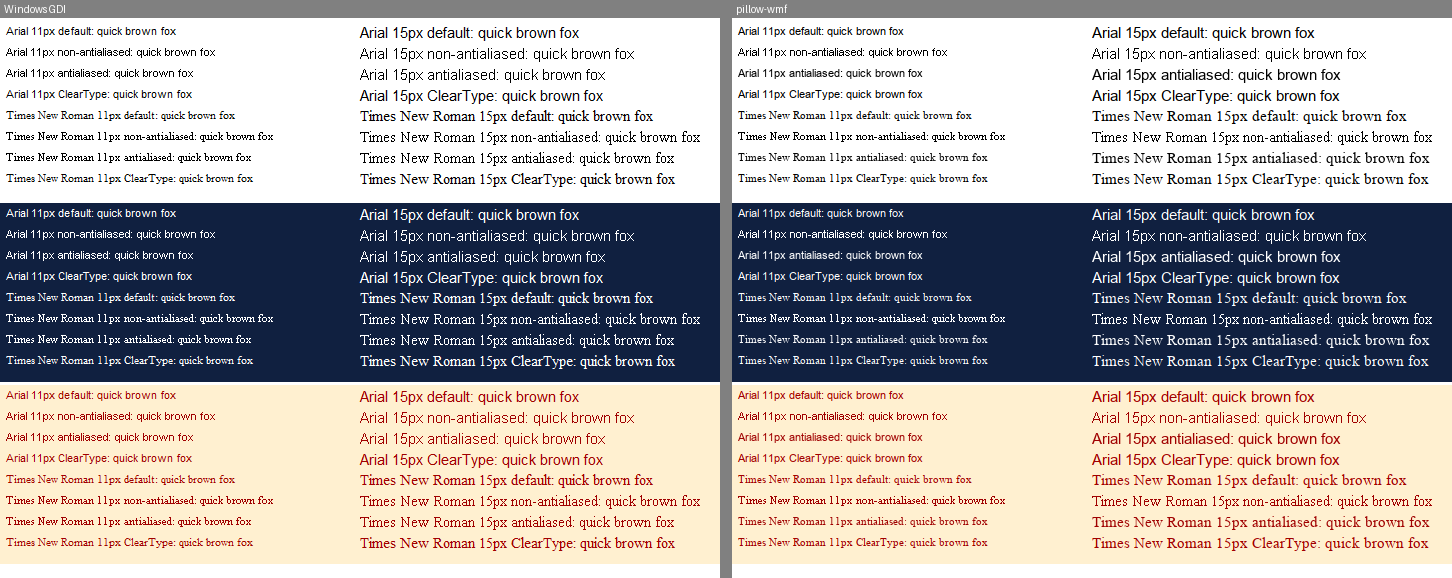 WindowsGDI
Arial 11px default: quick brown fox Arial 15px default: quick brown fox
Arial 11px non-antialiased: quick brown fox Arial 15px non-antialiased: quick brown fox
Arial 11px antialiased: quick brown fox Arial 15px antialiased: quick brown fox
Arial 11px ClearType: quick brown fox Arial 15px ClearType: quick brown fox
Times New Roman 11px default: quick brown fox Times New Roman 15px default: quick brown fox
Times New Roman 11px non-antialiased: quick brown fox Times New Roman 15px non-antialiased: quick brown fox
Times New Roman 11px antialiased: quick brown fox Times New Roman 15px antialiased: quick brown fox
Times New Roman 11px ClearType: quick brown fox Times New Roman 15px ClearType: quick brown fox
Arial 11px default: quick brown fox Arial 15px default: quick brown fox
Arial 11px non-antialiased: quick brown fox Arial 15px non-antialiased: quick brown fox
Arial 11px antialiased: quick brown fox Arial 15px antialiased: quick brown fox
Arial 11px ClearType: quick brown fox Arial 15px ClearType: quick brown fox
Times New Roman 11px default: quick brown fox Times New Roman 15px default: quick brown fox
Times New Roman 11px non-antialiased: quick brown fox Times New Roman 15px non-antialiased: quick brown fox
Times New Roman 11px antialiased: quick brown fox Times New Roman 15px antialiased: quick brown fox
Times New Roman 11px ClearType: quick brown fox Times New Roman 15px ClearType: quick brown fox
Arial 11px default: quick brown fox Arial 15px default: quick brown fox
Arial 11px non-antialiased: quick brown fox Arial 15px non-antialiased: quick brown fox
Arial 11px antialiased: quick brown fox Arial 15px antialiased: quick brown fox
Arial 11px ClearType: quick brown fox Arial 15px ClearType: quick brown fox
Times New Roman 11px default: quick brown fox Times New Roman 15px default: quick brown fox
Times New Roman 11px non-antialiased: quick brown fox Times New Roman 15px non-antialiased: quick brown fox
Times New Roman 11px antialiased: quick brown fox Times New Roman 15px antialiased: quick brown fox
Times New Roman 11px ClearType: quick brown fox Times New Roman 15px ClearType: quick brown fox
pillow-wmf
Arial 11px default: quick brown fox Arial 15px default: quick brown fox
Arial 11px non-antialiased: quick brown fox Arial 15px non-antialiased: quick brown fox
Arial 11px antialiased: quick brown fox Arial 15px antialiased: quick brown fox
Arial 11px ClearType: quick brown fox Arial 15px ClearType: quick brown fox
Times New Roman 11px default: quick brown fox Times New Roman 15px default: quick brown fox
Times New Roman 11px non-antialiased: quick brown fox Times New Roman 15px non-antialiased: quick brown fox
Times New Roman 11px antialiased: quick brown fox Times New Roman 15px antialiased: quick brown fox
Times New Roman 11px ClearType: quick brown fox Times New Roman 15px ClearType: quick brown fox
Arial 11px default: quick brown fox Arial 15px default: quick brown fox
Arial 11px non-antialiased: quick brown fox Arial 15px non-antialiased: quick brown fox
Arial 11px antialiased: quick brown fox Arial 15px antialiased: quick brown fox
Arial 11px ClearType: quick brown fox Arial 15px ClearType: quick brown fox
Times New Roman 11px default: quick brown fox Times New Roman 15px default: quick brown fox
Times New Roman 11px non-antialiased: quick brown fox Times New Roman 15px non-antialiased: quick brown fox
Times New Roman 11px antialiased: quick brown fox Times New Roman 15px antialiased: quick brown fox
Times New Roman 11px ClearType: quick brown fox Times New Roman 15px ClearType: quick brown fox
Arial 11px default: quick brown fox Arial 15px default: quick brown fox
Arial 11px non-antialiased: quick brown fox Arial 15px non-antialiased: quick brown fox
Arial 11px antialiased: quick brown fox Arial 15px antialiased: quick brown fox
Arial 11px ClearType: quick brown fox Arial 15px ClearType: quick brown fox
Times New Roman 11px default: quick brown fox Times New Roman 15px default: quick brown fox
Times New Roman 11px non-antialiased: quick brown fox Times New Roman 15px non-antialiased: quick brown fox
Times New Roman 11px antialiased: quick brown fox Times New Roman 15px antialiased: quick brown fox
Times New Roman 11px ClearType: quick brown fox Times New Roman 15px ClearType: quick brown fox